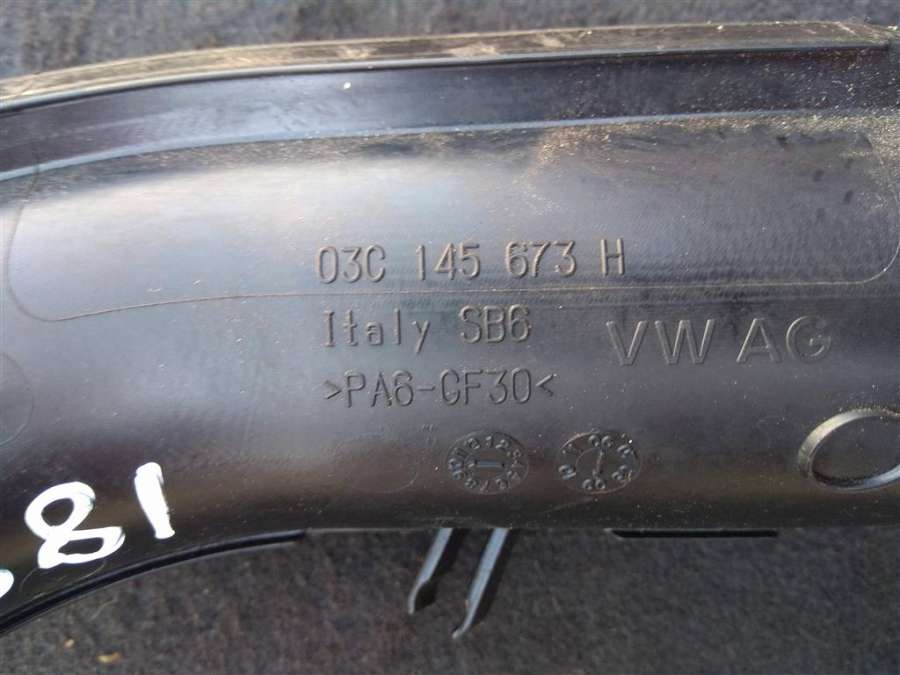 03C 145 673 H
Italy SB6
VW AG
>PA6-GF30<
18